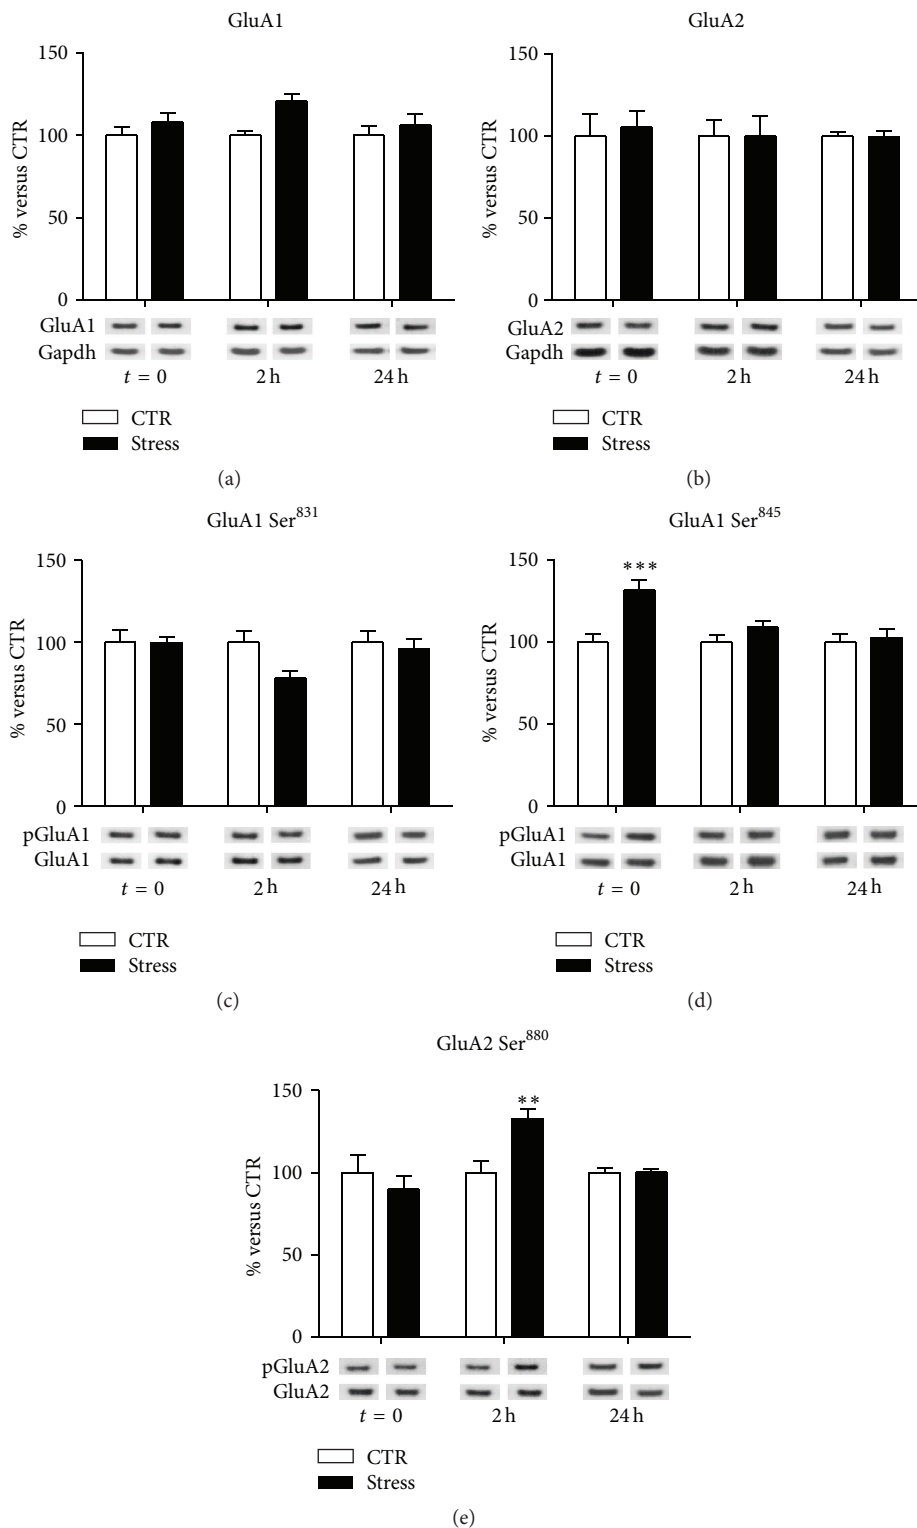 GluA1
150
100
50
0
% versus CTR
GluA1
Gapdh
t = 0 2 h 24 h
CTR
Stress
(a)
GluA2
150
100
50
0
% versus CTR
GluA2
Gapdh
t = 0 2 h 24 h
CTR
Stress
(b)
GluA1 Ser⁸³¹
150
100
50
0
% versus CTR
pGluA1
GluA1
t = 0 2 h 24 h
CTR
Stress
(c)
GluA1 Ser⁸⁴⁵
150
***
100
50
0
% versus CTR
pGluA1
GluA1
t = 0 2 h 24 h
CTR
Stress
(d)
GluA2 Ser⁸⁸⁰
150
**
100
50
0
% versus CTR
pGluA2
GluA2
t = 0 2 h 24 h
CTR
Stress
(e)